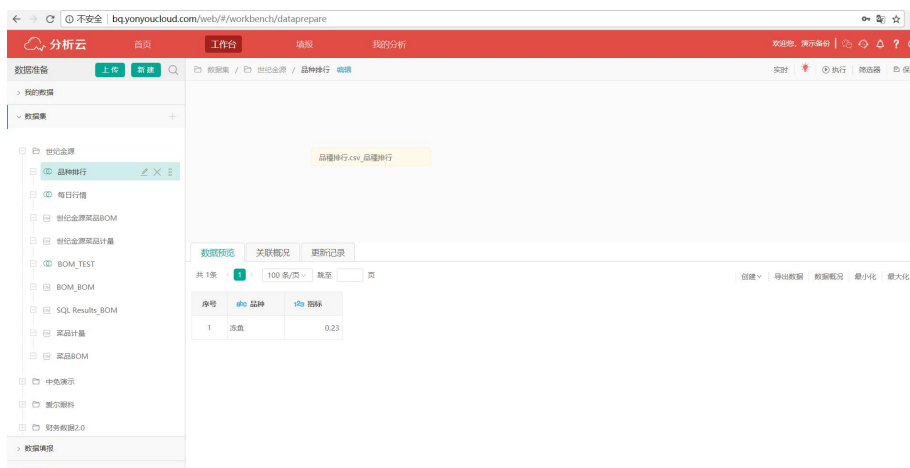 不安全 | bq.yonyoucloud.com/web/#/workbench/dataprepare
分析云 首页 工作台 填报 我的分析 欢迎您，演示备份
数据准备 上传 新建 数据集 / 世纪金源 / 品种排行 编辑 实时 执行 筛选器 保
我的数据
数据集
世纪金源
品种排行
每日行情
世纪金源菜品BOM
世纪金源菜品计量
BOM_TEST
BOM_BOM
SQL Results_BOM
菜品计量
菜品BOM
中免演示
爱尔眼科
财务数据2.0
数据填报
品種排行.csv_品種排行
数据预览 关联概况 更新记录
共 1条 1 100 条/页 跳至 页 创建 导出数据 数据概况 最小化 最大化
序号 abc 品种 123 指标
1 冻鱼 0.23